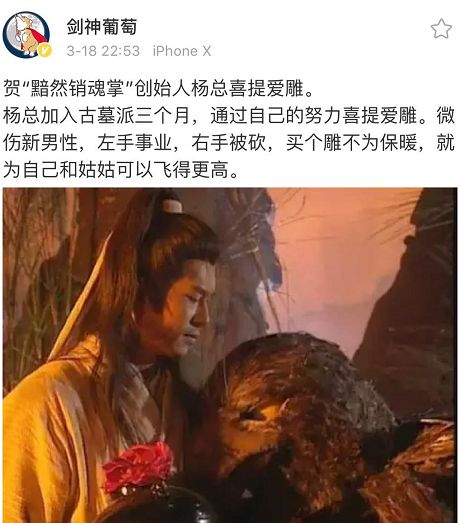 剑神葡萄
3-18 22:53 iPhone X
贺“黯然销魂掌”创始人杨总喜提爱雕。
杨总加入古墓派三个月，通过自己的努力喜提爱雕。微
伤新男性，左手事业，右手被砍，买个雕不为保暖，就
为自己和姑姑可以飞得更高。